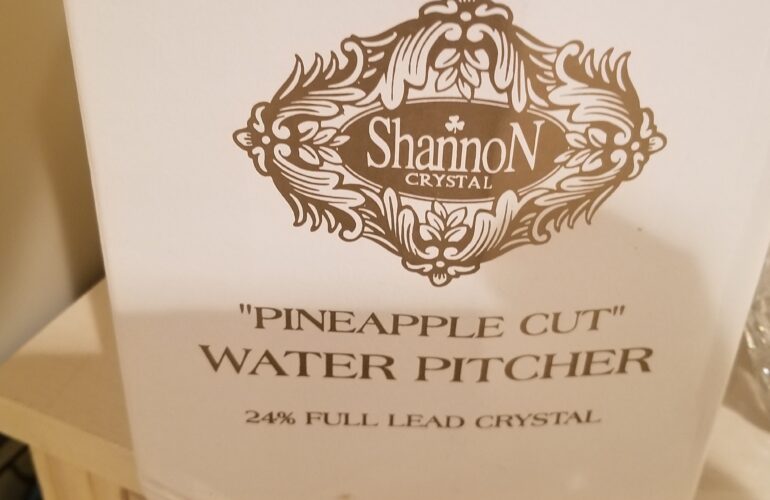 ShannoN
CRYSTAL
"PINEAPPLE CUT"
WATER PITCHER
24% FULL LEAD CRYSTAL